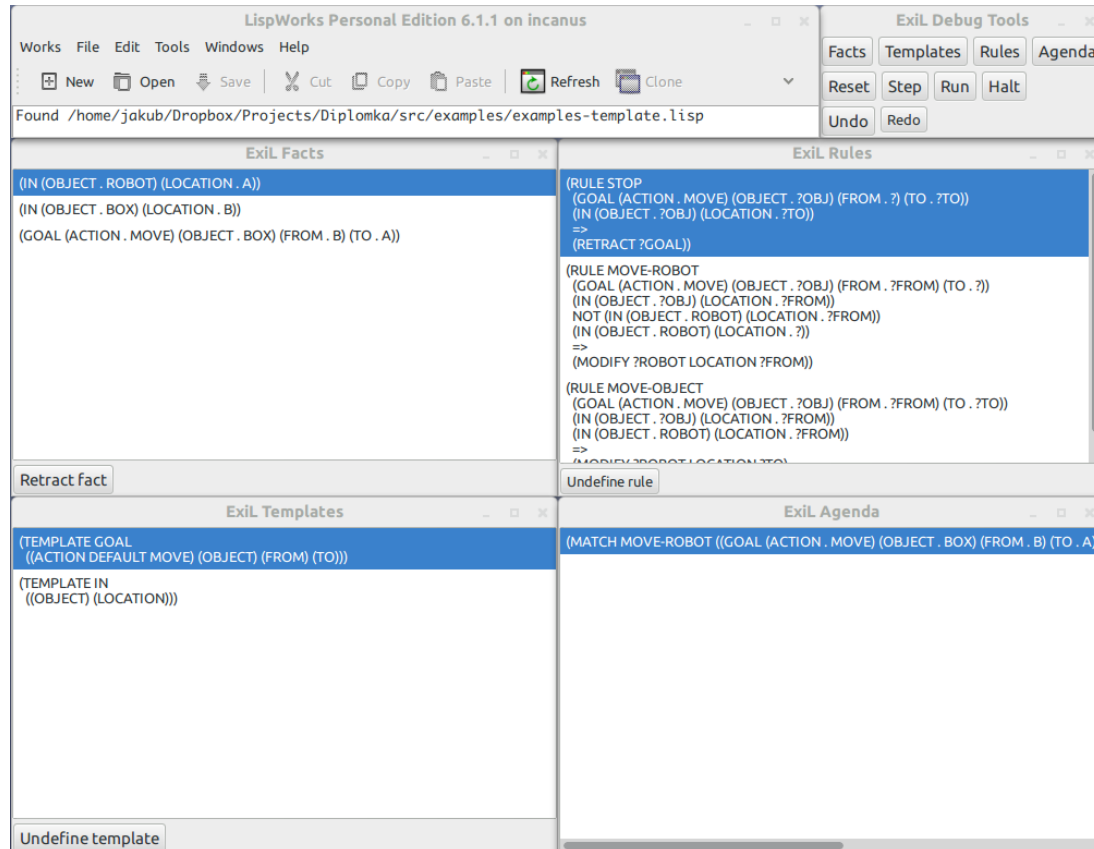 LispWorks Personal Edition 6.1.1 on incanus
Works File Edit Tools Windows Help
New Open Save Cut Copy Paste Refresh Clone
Found /home/jakub/Dropbox/Projects/Diplomka/src/examples/examples-template.lisp
ExiL Debug Tools
Facts Templates Rules Agenda
Reset Step Run Halt
Undo Redo
ExiL Facts
(IN (OBJECT . ROBOT) (LOCATION . A))
(IN (OBJECT . BOX) (LOCATION . B))
(GOAL (ACTION . MOVE) (OBJECT . BOX) (FROM . B) (TO . A))
Retract fact
ExiL Rules
(RULE STOP
(GOAL (ACTION . MOVE) (OBJECT . ?OBJ) (FROM . ?) (TO . ?TO))
(IN (OBJECT . ?OBJ) (LOCATION . ?TO))
=>
(RETRACT ?GOAL))
(RULE MOVE-ROBOT
(GOAL (ACTION . MOVE) (OBJECT . ?OBJ) (FROM . ?FROM) (TO . ?))
(IN (OBJECT . ?OBJ) (LOCATION . ?FROM))
NOT (IN (OBJECT . ROBOT) (LOCATION . ?FROM))
(IN (OBJECT . ROBOT) (LOCATION . ?))
=>
(MODIFY ?ROBOT LOCATION ?FROM))
(RULE MOVE-OBJECT
(GOAL (ACTION . MOVE) (OBJECT . ?OBJ) (FROM . ?FROM) (TO . ?TO))
(IN (OBJECT . ?OBJ) (LOCATION . ?FROM))
(IN (OBJECT . ROBOT) (LOCATION . ?FROM))
=>
(MODIFY ?ROBOT LOCATION ?TO)
Undefine rule
ExiL Templates
(TEMPLATE GOAL
((ACTION DEFAULT MOVE) (OBJECT) (FROM) (TO)))
(TEMPLATE IN
((OBJECT) (LOCATION)))
Undefine template
ExiL Agenda
(MATCH MOVE-ROBOT ((GOAL (ACTION . MOVE) (OBJECT . BOX) (FROM . B) (TO . A)